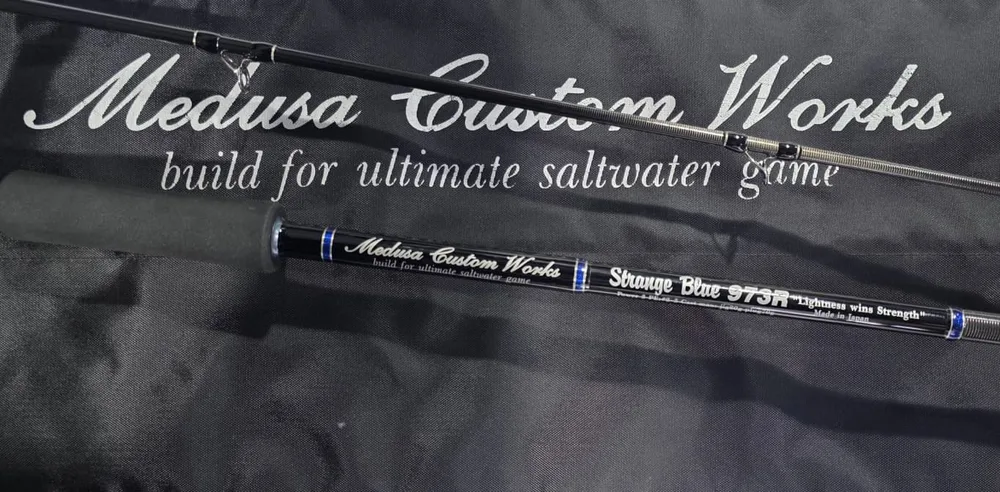 Medusa Custom Works
build for ultimate saltwater game
Medusa Custom Works
build for ultimate saltwater game
Strange Blue 973R "Lightness wins Strength"
Made in Japan